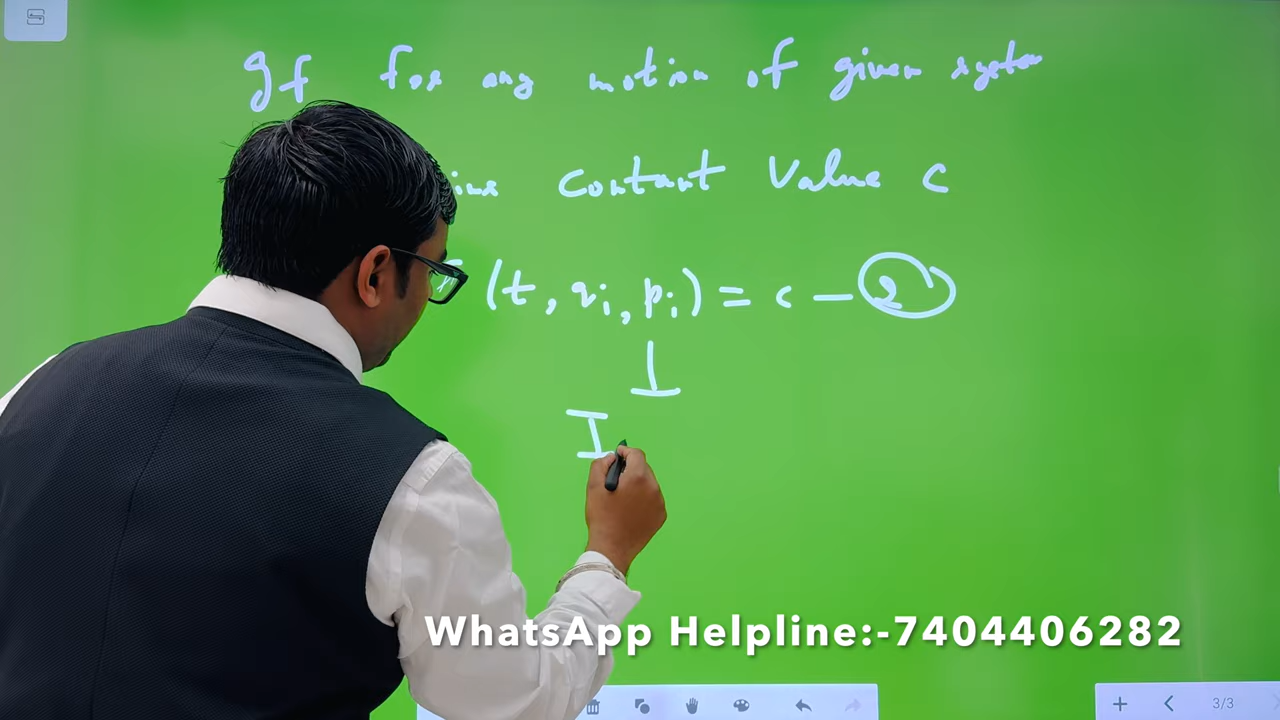 If for any motion of given system
Contant Value c
(t, qi, pi) = c – 2
I
WhatsApp Helpline:-7404406282
3/3